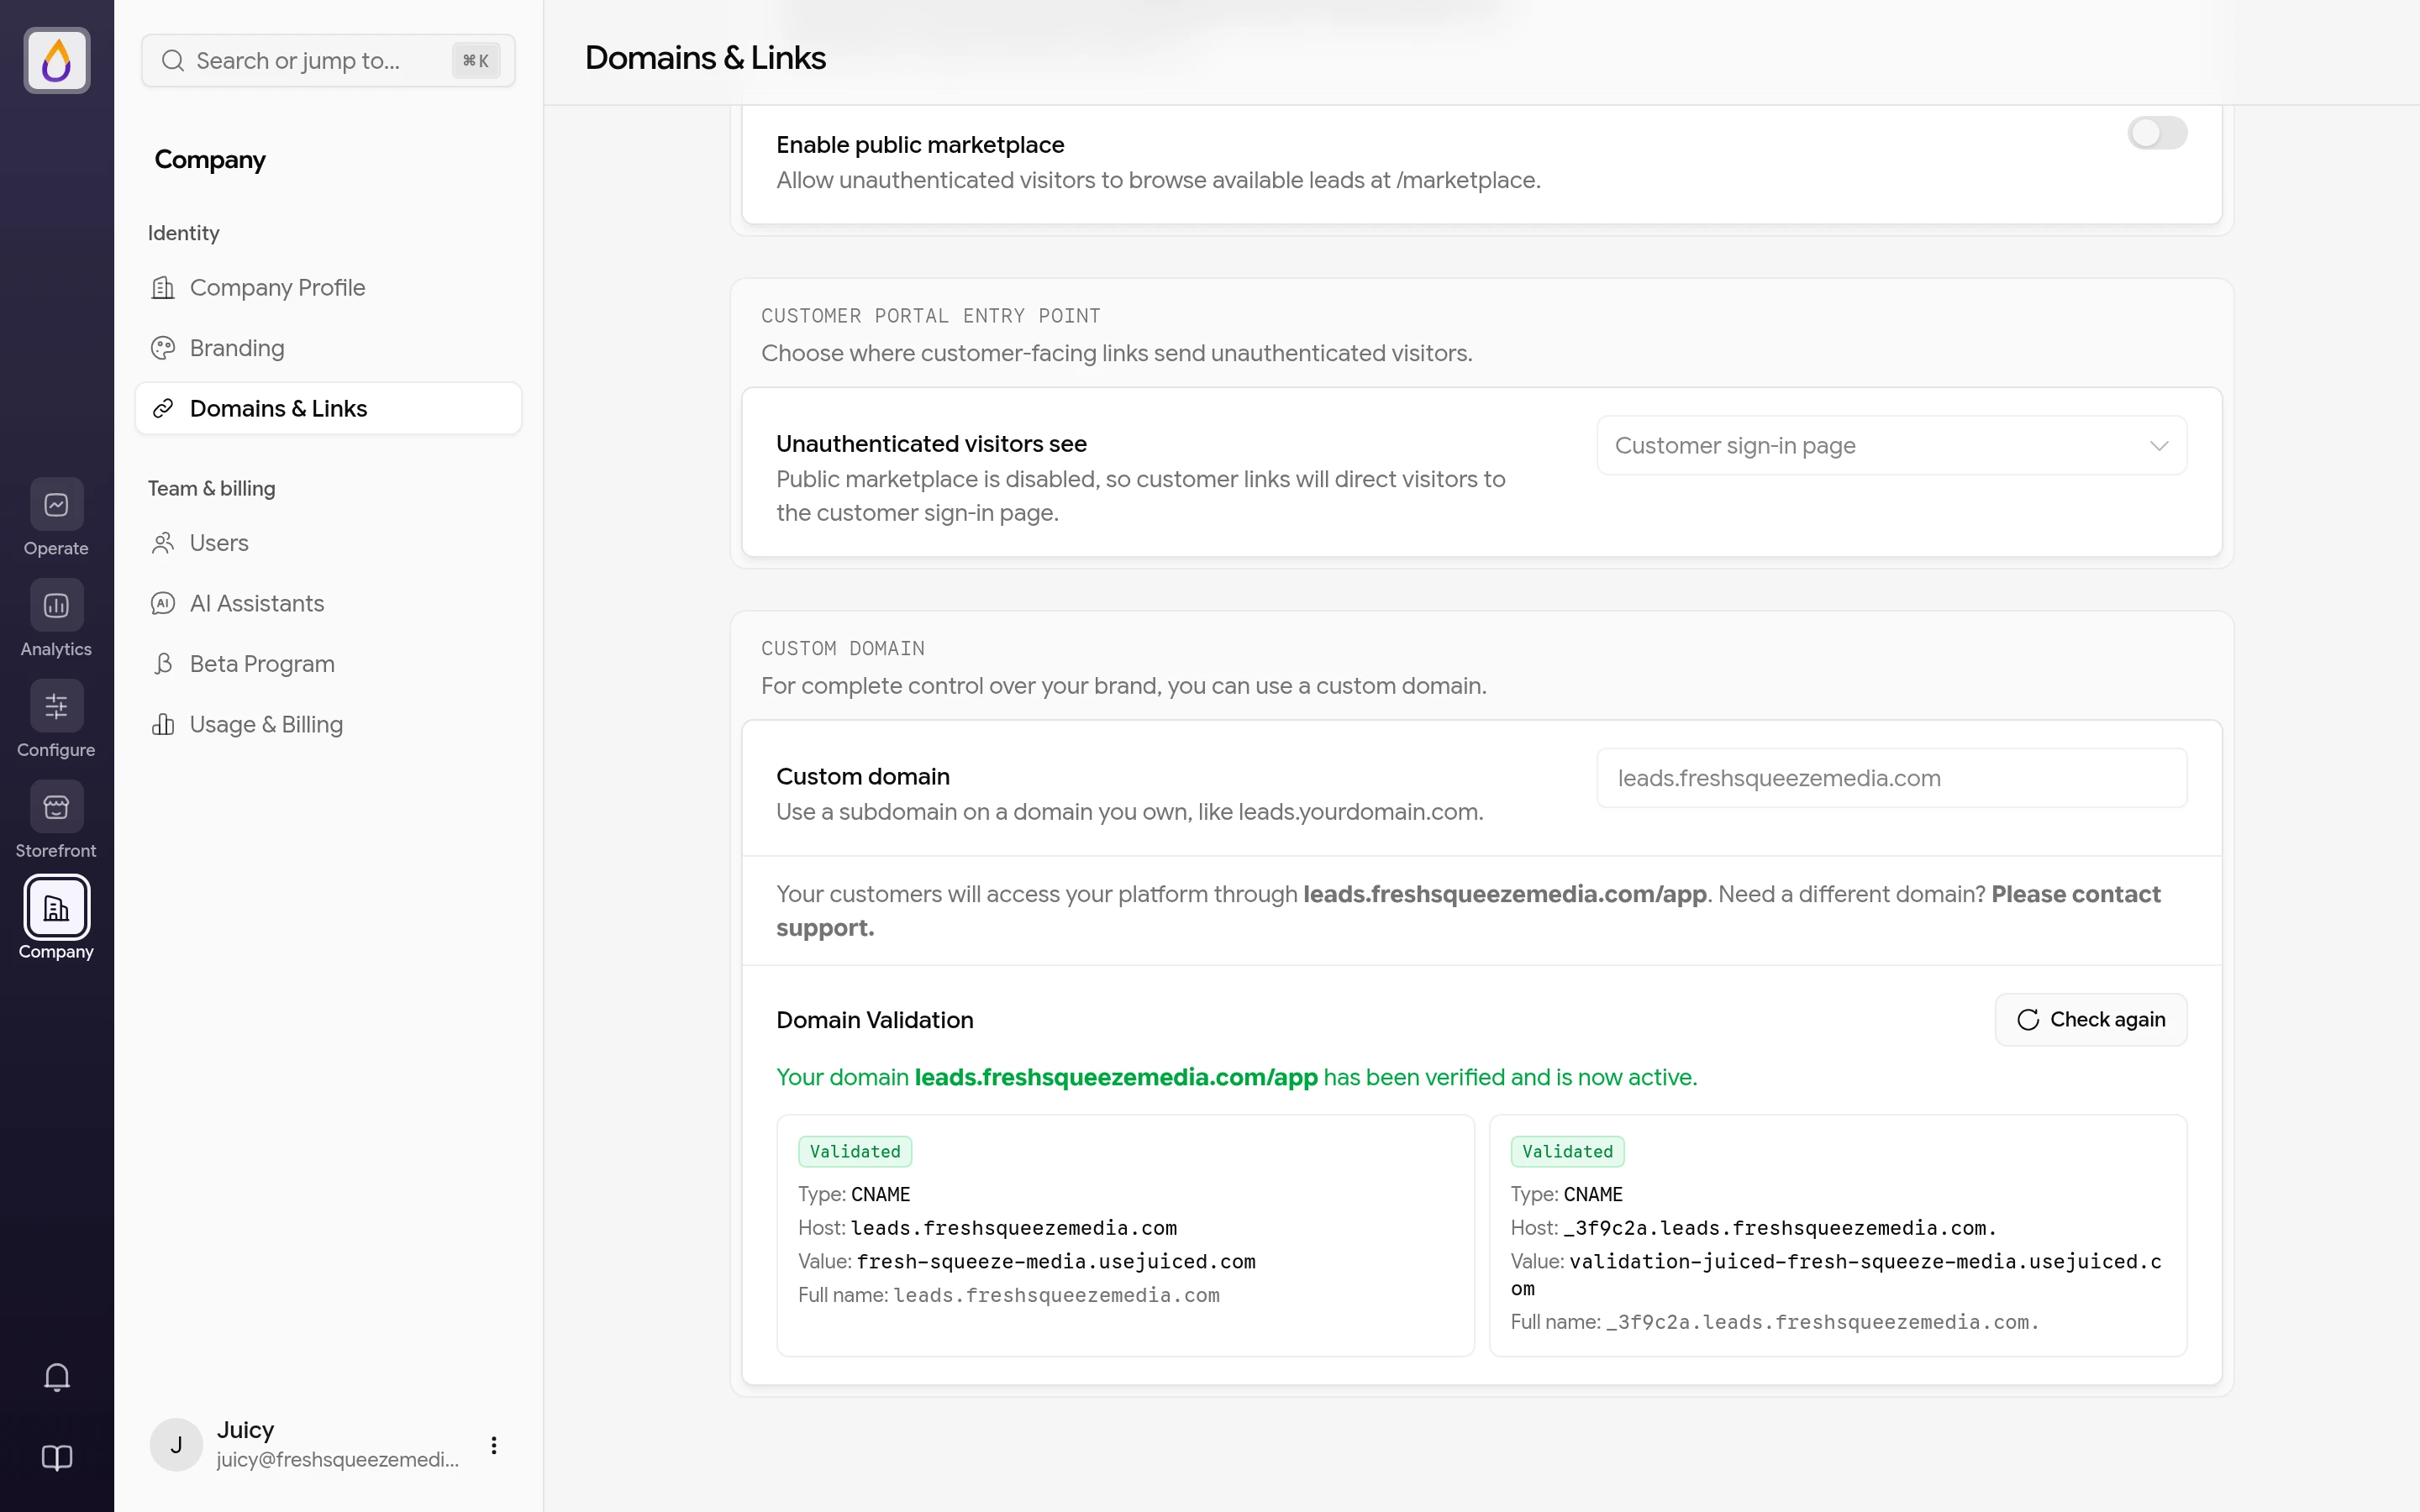 Search or jump to...
⌘K
Domains & Links
Company
Identity
Company Profile
Branding
Domains & Links
Team & billing
Users
AI Assistants
Beta Program
Usage & Billing
Operate
Analytics
Configure
Storefront
Company
J
Juicy
juicy@freshsqueezemedi...
Enable public marketplace
Allow unauthenticated visitors to browse available leads at /marketplace.
CUSTOMER PORTAL ENTRY POINT
Choose where customer-facing links send unauthenticated visitors.
Unauthenticated visitors see
Public marketplace is disabled, so customer links will direct visitors to
the customer sign-in page.
Customer sign-in page
CUSTOM DOMAIN
For complete control over your brand, you can use a custom domain.
Custom domain
Use a subdomain on a domain you own, like leads.yourdomain.com.
leads.freshsqueezemedia.com
Your customers will access your platform through leads.freshsqueezemedia.com/app. Need a different domain? Please contact
support.
Domain Validation
Check again
Your domain leads.freshsqueezemedia.com/app has been verified and is now active.
Validated
Type: CNAME
Host: leads.freshsqueezemedia.com
Value: fresh-squeeze-media.usejuiced.com
Full name: leads.freshsqueezemedia.com
Validated
Type: CNAME
Host: _3f9c2a.leads.freshsqueezemedia.com.
Value: validation-juiced-fresh-squeeze-media.usejuiced.c
om
Full name: _3f9c2a.leads.freshsqueezemedia.com.